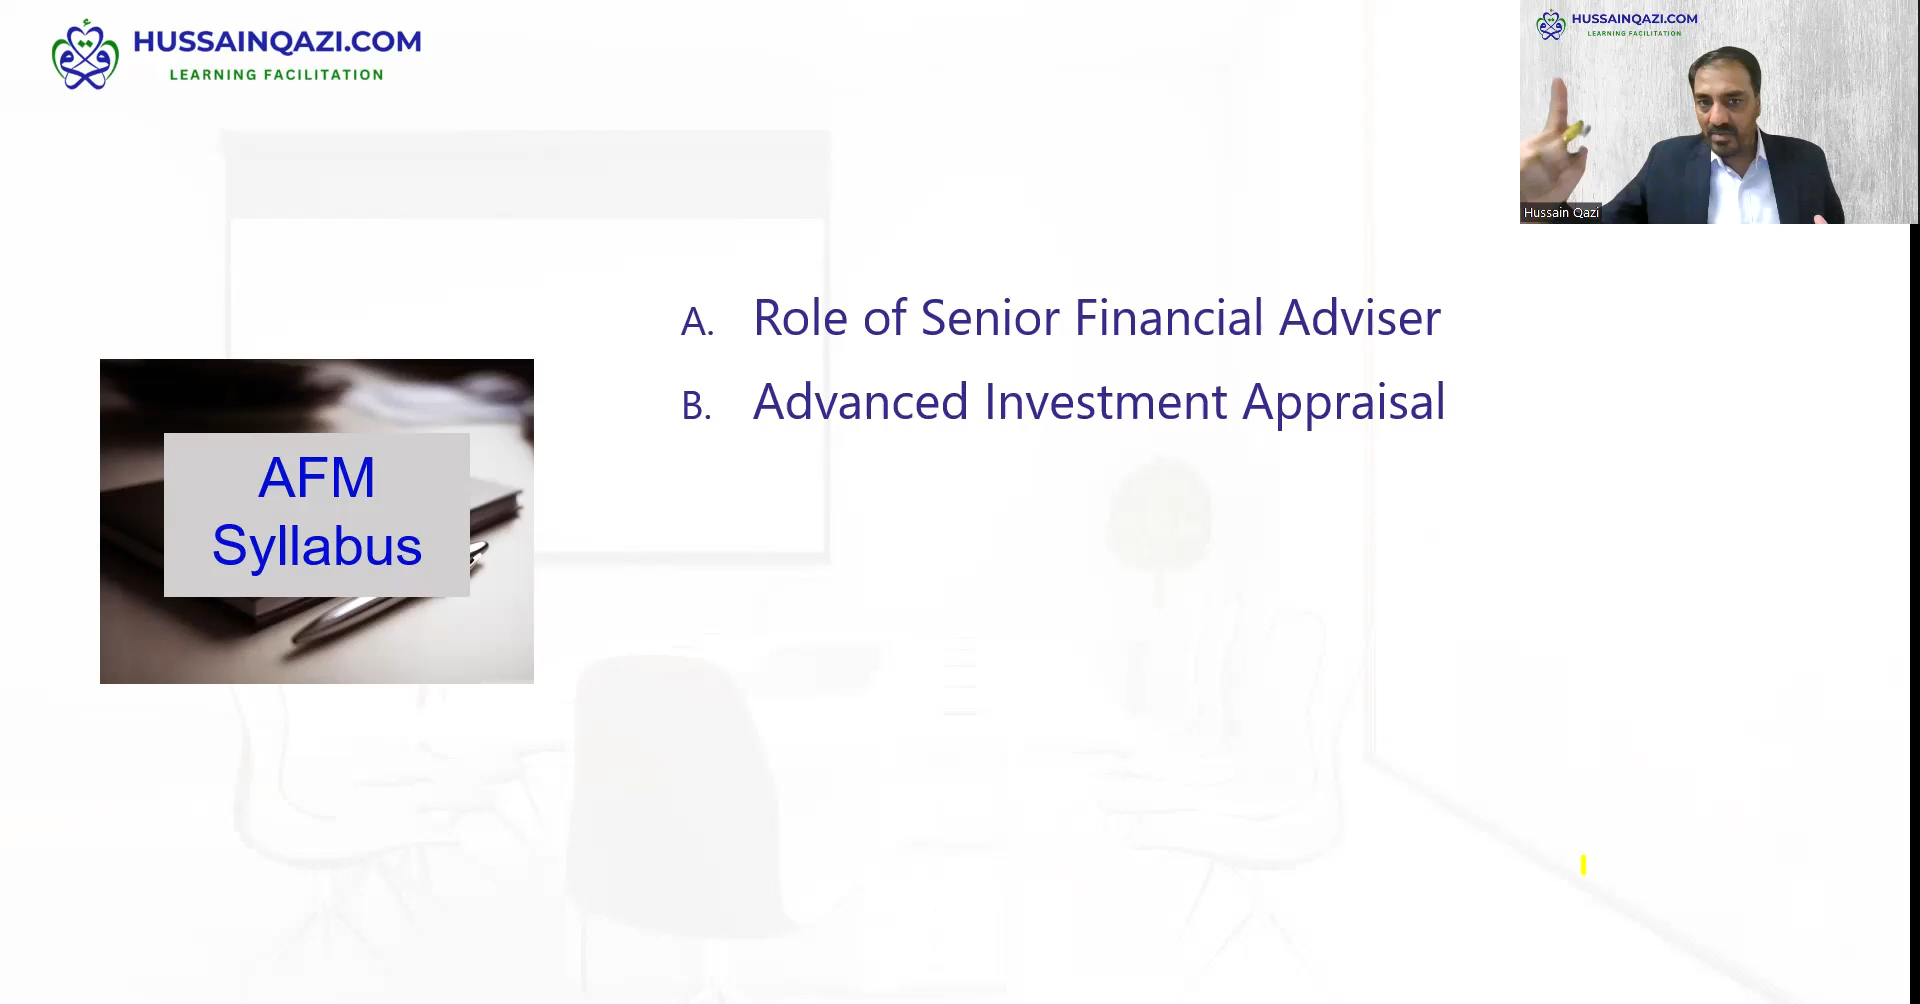 HUSSAINQAZI.COM
LEARNING FACILITATION
HUSSAINQAZI.COM
LEARNING FACILITATION
Hussain Qazi
A. Role of Senior Financial Adviser
B. Advanced Investment Appraisal
AFM
Syllabus